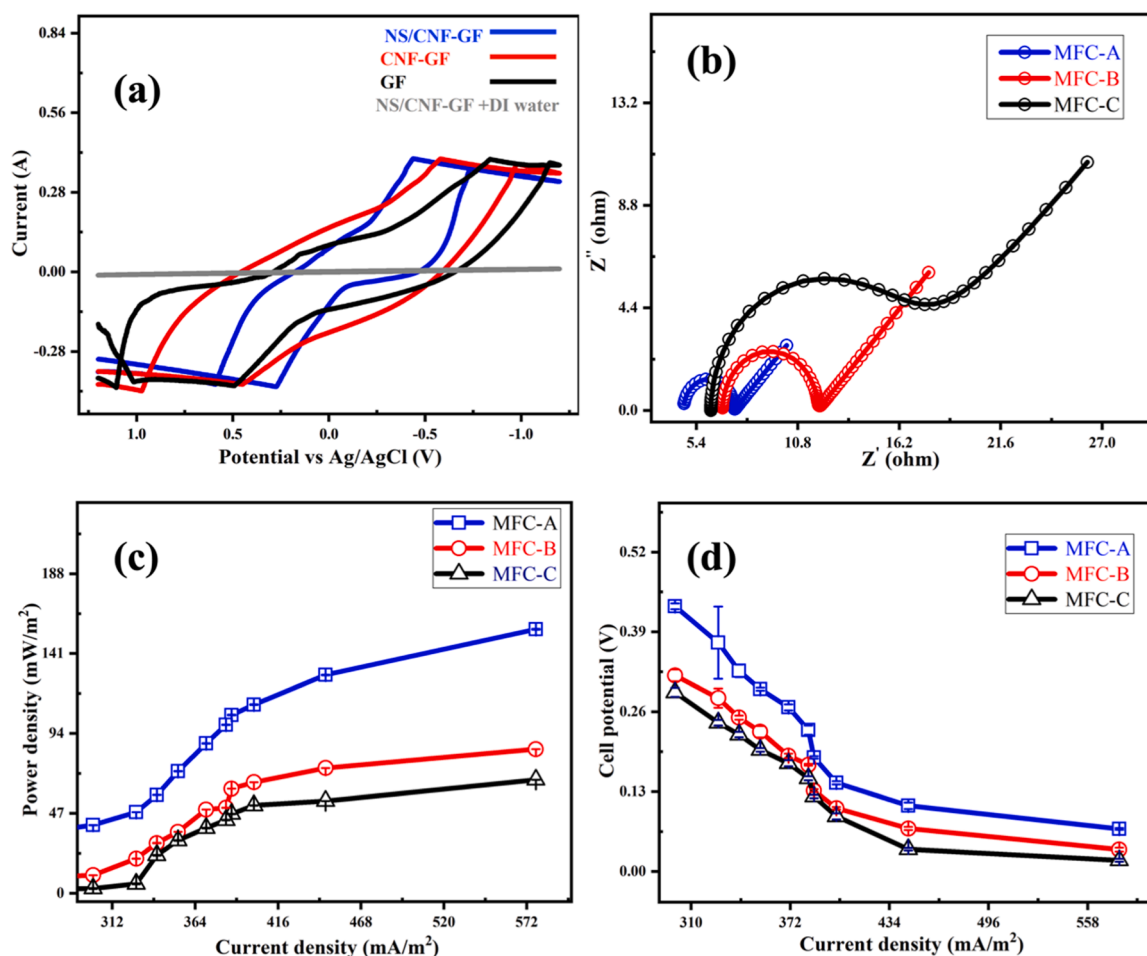 (a)
NS/CNF-GF
CNF-GF
GF
NS/CNF-GF +DI water
0.84
0.56
0.28
0.00
-0.28
Current (A)
1.0 0.5 0.0 -0.5 -1.0
Potential vs Ag/AgCl (V)
(b)
MFC-A
MFC-B
MFC-C
13.2
8.8
4.4
0.0
Z" (ohm)
5.4 10.8 16.2 21.6 27.0
Z' (ohm)
(c)
MFC-A
MFC-B
MFC-C
188
141
94
47
0
Power density (mW/m²)
312 364 416 468 520 572
Current density (mA/m²)
(d)
MFC-A
MFC-B
MFC-C
0.52
0.39
0.26
0.13
0.00
Cell potential (V)
310 372 434 496 558
Current density (mA/m²)